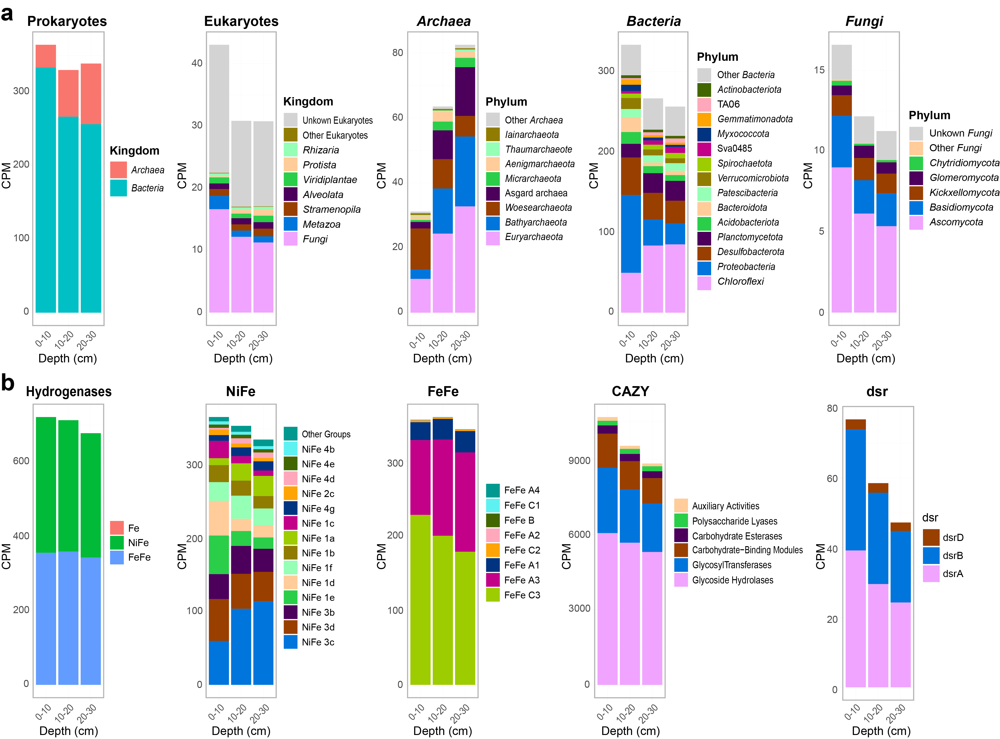 a
Prokaryotes
CPM
300
200
100
0
0-10
10-20
20-30
Depth (cm)
Kingdom
Archaea
Bacteria
Eukaryotes
CPM
40
30
20
10
0
0-10
10-20
20-30
Depth (cm)
Kingdom
Unkown Eukaryotes
Other Eukaryotes
Rhizaria
Protista
Viridiplantae
Alveolata
Stramenopila
Metazoa
Fungi
Archaea
CPM
80
60
40
20
0
0-10
10-20
20-30
Depth (cm)
Phylum
Other Archaea
Iainarchaeota
Thaumarchaeote
Aenigmarchaeota
Micrarchaeota
Asgard archaea
Woesearchaeota
Bathyarchaeota
Euryarchaeota
Bacteria
CPM
300
200
100
0
0-10
10-20
20-30
Depth (cm)
Phylum
Other Bacteria
Actinobacteriota
TA06
Gemmatimonadota
Myxococcota
Sva0485
Spirochaetota
Verrucomicrobiota
Patescibacteria
Bacteroidota
Acidobacteriota
Planctomycetota
Desulfobacterota
Proteobacteria
Chloroflexi
Fungi
CPM
15
10
5
0
0-10
10-20
20-30
Depth (cm)
Phylum
Unkown Fungi
Other Fungi
Chytridiomycota
Glomeromycota
Kickxellomycota
Basidiomycota
Ascomycota
b
Hydrogenases
CPM
600
400
200
0
0-10
10-20
20-30
Depth (cm)
Fe
NiFe
FeFe
NiFe
CPM
300
200
100
0
0-10
10-20
20-30
Depth (cm)
Other Groups
NiFe 4b
NiFe 4e
NiFe 4d
NiFe 2c
NiFe 4g
NiFe 1c
NiFe 1a
NiFe 1b
NiFe 1f
NiFe 1d
NiFe 1e
NiFe 3b
NiFe 3d
NiFe 3c
FeFe
CPM
300
200
100
0
0-10
10-20
20-30
Depth (cm)
FeFe A4
FeFe C1
FeFe B
FeFe A2
FeFe C2
FeFe A1
FeFe A3
FeFe C3
CAZY
CPM
9000
6000
3000
0
0-10
10-20
20-30
Depth (cm)
Auxiliary Activities
Polysaccharide Lyases
Carbohydrate Esterases
Carbohydrate−Binding Modules
GlycosylTransferases
Glycoside Hydrolases
dsr
CPM
80
60
40
20
0
0-10
10-20
20-30
Depth (cm)
dsr
dsrD
dsrB
dsrA